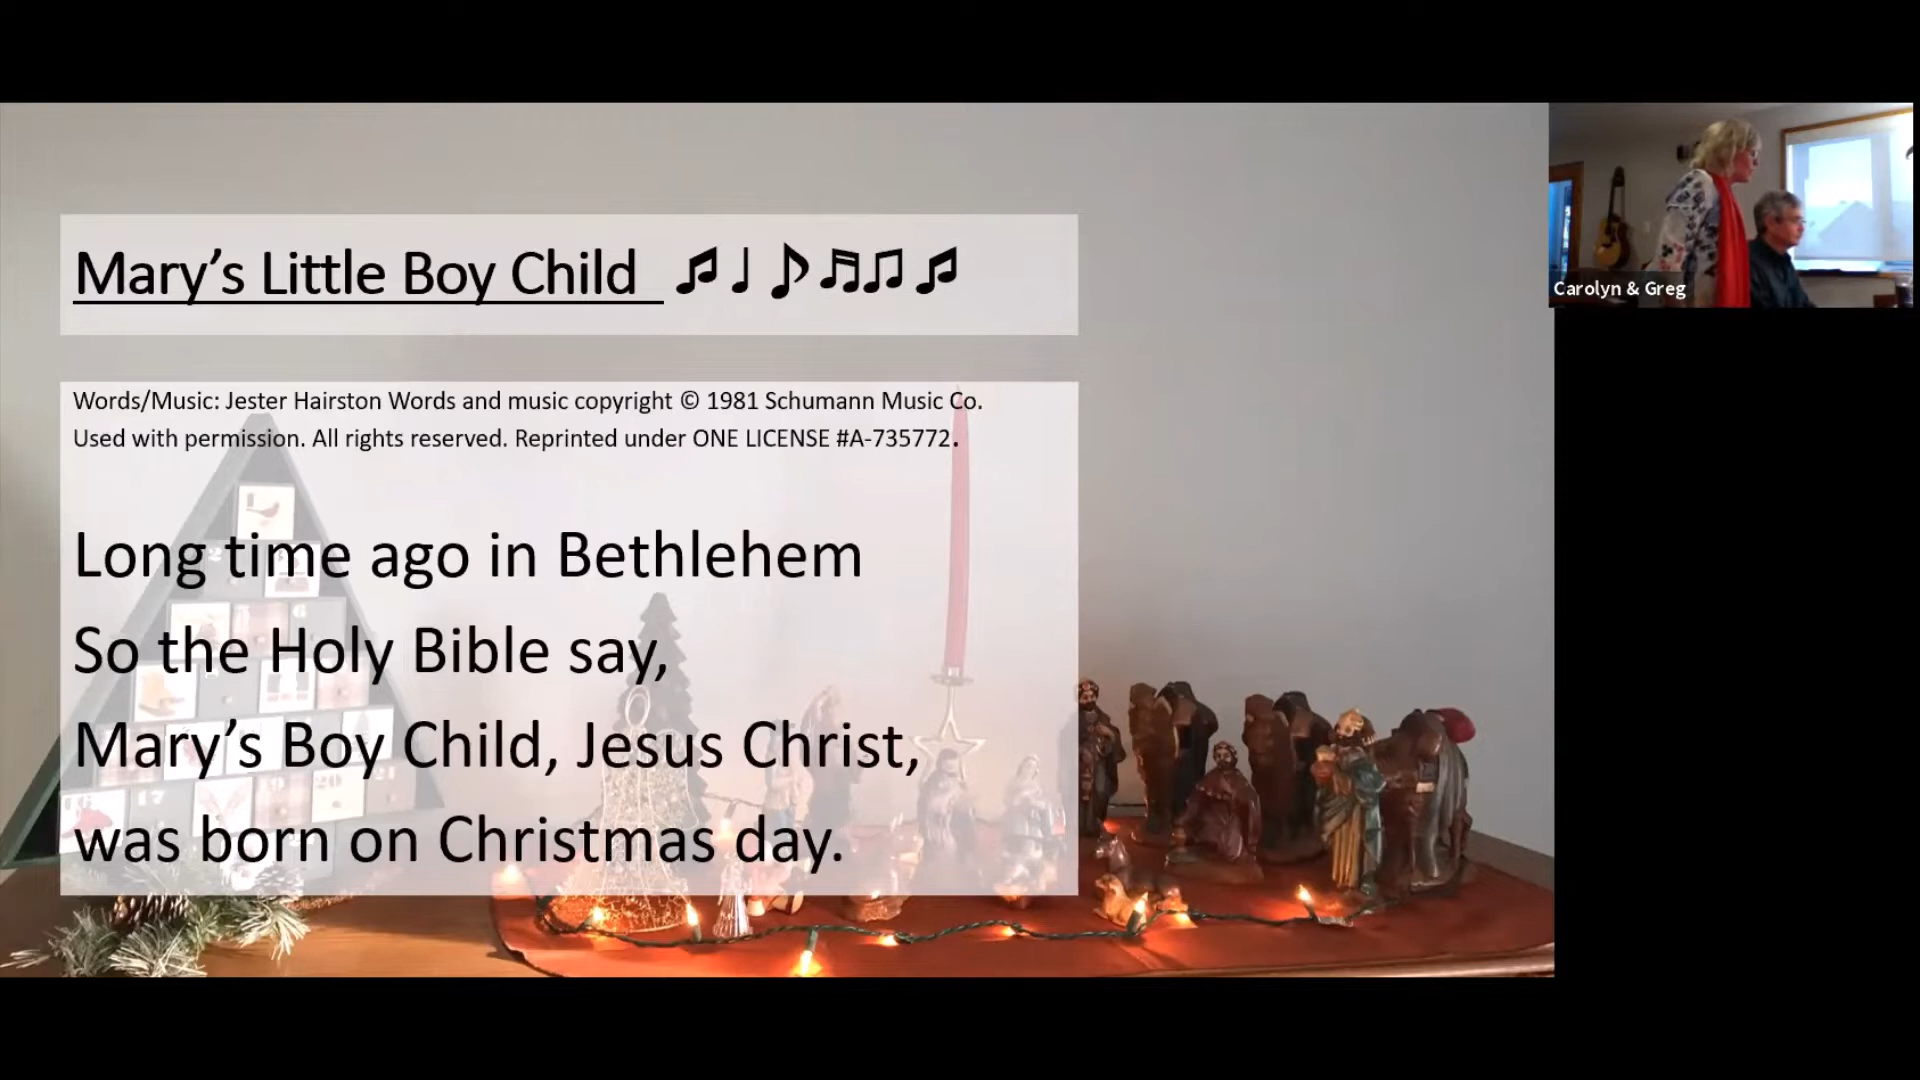 Mary’s Little Boy Child ♫♩♪♬♫♫
Words/Music: Jester Hairston Words and music copyright © 1981 Schumann Music Co.
Used with permission. All rights reserved. Reprinted under ONE LICENSE #A-735772.
Long time ago in Bethlehem
So the Holy Bible say,
Mary’s Boy Child, Jesus Christ,
was born on Christmas day.
Carolyn & Greg
17